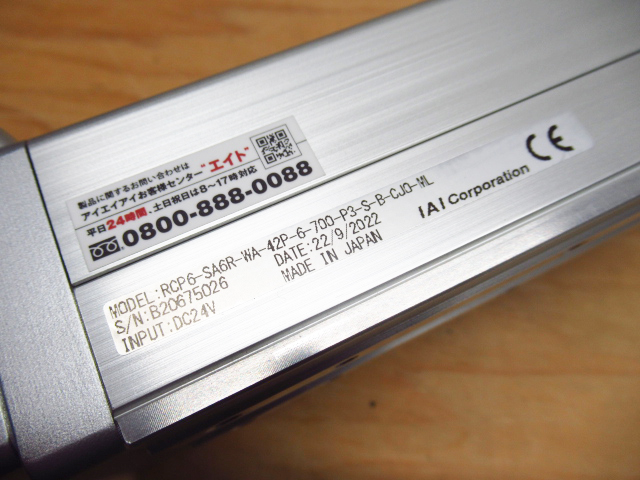 製品に関するお問い合わせは
アイエイアイお客様センター"エイト"
平日24時間、土日祝日は8～17時対応
0800-888-0088
MODEL:RCP6-SA6R-WA-42P-6-700-P3-S-B-CJO-ML
S/N:B20675026 DATE:22/9/2022
INPUT:DC24V MADE IN JAPAN
IAI Corporation
CE